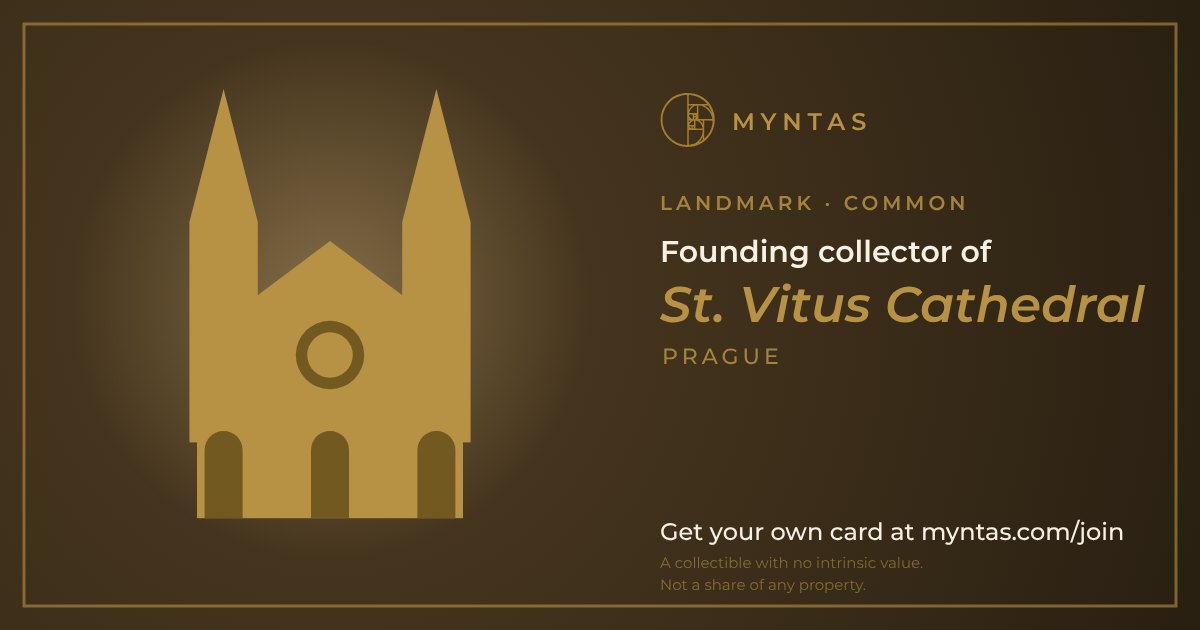 MYNTAS
LANDMARK · COMMON
Founding collector of
St. Vitus Cathedral
PRAGUE
Get your own card at myntas.com/join
A collectible with no intrinsic value.
Not a share of any property.